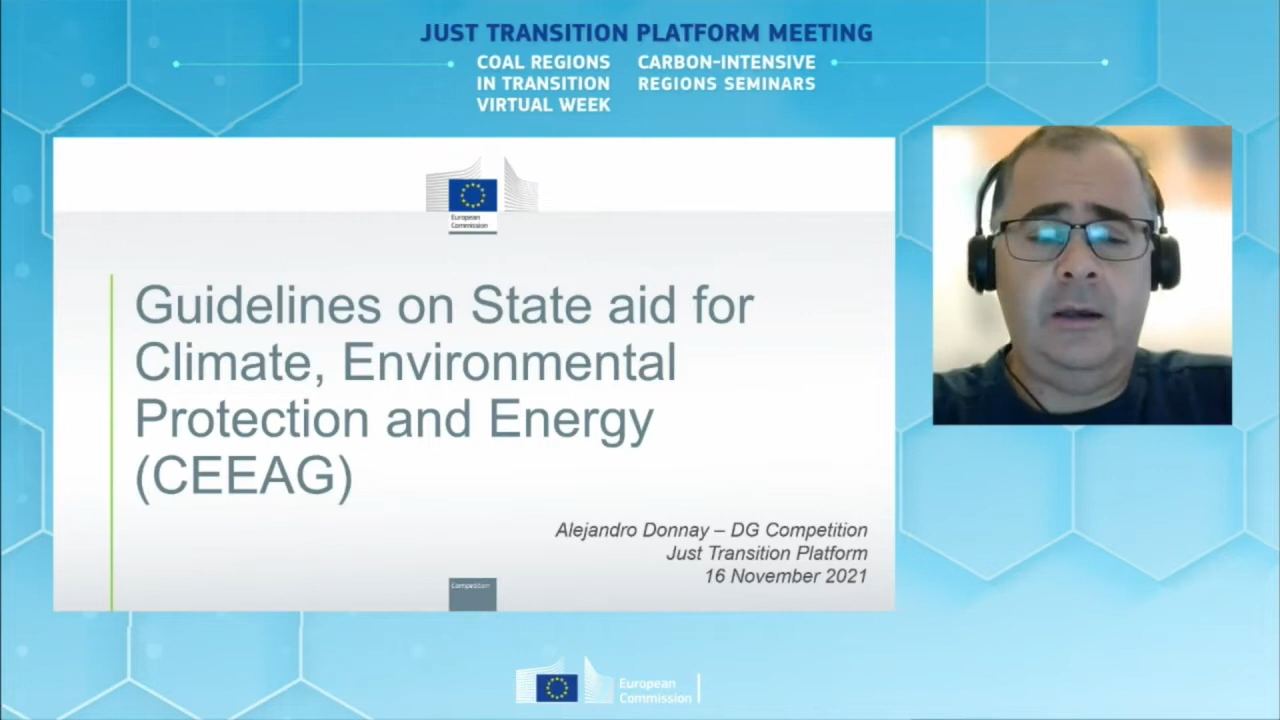 JUST TRANSITION PLATFORM MEETING
COAL REGIONS
IN TRANSITION
VIRTUAL WEEK
CARBON-INTENSIVE
REGIONS SEMINARS
European
Commission
Guidelines on State aid for
Climate, Environmental
Protection and Energy
(CEEAG)
Alejandro Donnay – DG Competition
Just Transition Platform
16 November 2021
Competition
European
Commission